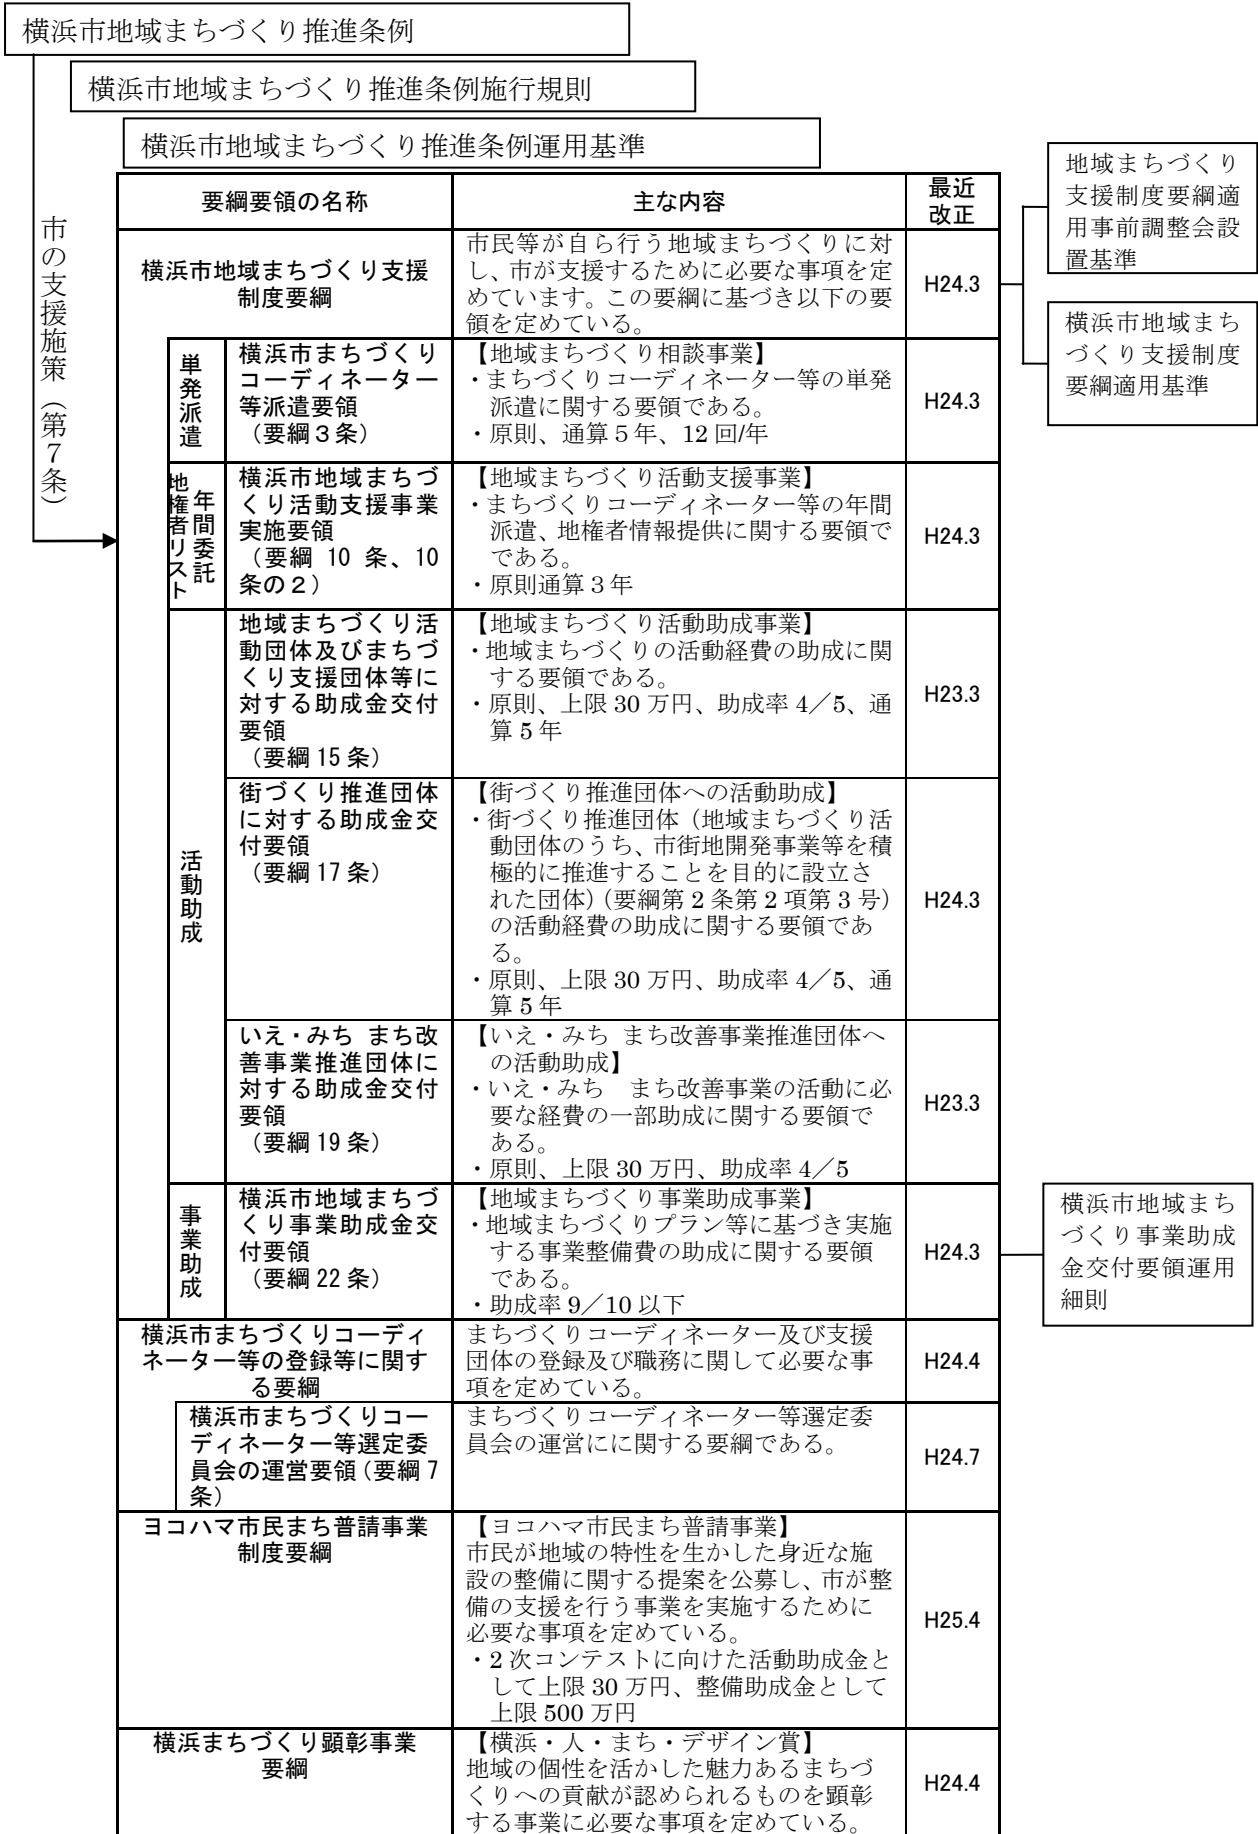 横浜市地域まちづくり推進条例
横浜市地域まちづくり推進条例施行規則
横浜市地域まちづくり推進条例運用基準
市の支援施策（第７条）
要綱要領の名称
主な内容
最近
改正
横浜市地域まちづくり支援
制度要綱
市民等が自ら行う地域まちづくりに対
し、市が支援するために必要な事項を定
めています。この要綱に基づき以下の要
領を定めている。
H24.3
地域まちづくり
支援制度要綱適
用事前調整会設
置基準
横浜市地域まち
づくり支援制度
要綱適用基準
単発派遣
横浜市まちづくり
コーディネーター
等派遣要領
（要綱３条）
【地域まちづくり相談事業】
・まちづくりコーディネーター等の単発
派遣に関する要領である。
・原則、通算５年、12 回/年
H24.3
年間委託
地権者リスト
横浜市地域まちづ
くり活動支援事業
実施要領
（要綱 10 条、10
条の２）
【地域まちづくり活動支援事業】
・まちづくりコーディネーター等の年間
派遣、地権者情報提供に関する要領で
である。
・原則通算３年
H24.3
活動助成
地域まちづくり活
動団体及びまちづ
くり支援団体等に
対する助成金交付
要領
（要綱 15 条）
【地域まちづくり活動助成事業】
・地域まちづくりの活動経費の助成に関
する要領である。
・原則、上限 30 万円、助成率 4／5、通
算 5 年
H23.3
街づくり推進団体
に対する助成金交
付要領
（要綱 17 条）
【街づくり推進団体への活動助成】
・街づくり推進団体（地域まちづくり活
動団体のうち、市街地開発事業等を積
極的に推進することを目的に設立さ
れた団体）（要綱第 2 条第 2 項第 3 号）
の活動経費の助成に関する要領であ
る。
・原則、上限 30 万円、助成率 4／5、通
算 5 年
H24.3
いえ・みち まち改
善事業推進団体に
対する助成金交付
要領
（要綱 19 条）
【いえ・みち まち改善事業推進団体へ
の活動助成】
・いえ・みち　まち改善事業の活動に必
要な経費の一部助成に関する要領で
ある。
・原則、上限 30 万円、助成率 4／5
H23.3
事業助成
横浜市地域まちづ
くり事業助成金交
付要領
（要綱 22 条）
【地域まちづくり事業助成事業】
・地域まちづくりプラン等に基づき実施
する事業整備費の助成に関する要領
である。
・助成率 9／10 以下
H24.3
横浜市地域まち
づくり事業助成
金交付要領運用
細則
横浜市まちづくりコーディ
ネーター等の登録等に関す
る要綱
まちづくりコーディネーター及び支援
団体の登録及び職務に関して必要な事
項を定めている。
H24.4
横浜市まちづくりコー
ディネーター等選定委
員会の運営要領（要綱７
条）
まちづくりコーディネーター等選定委
員会の運営にに関する要綱である。
H24.7
ヨコハマ市民まち普請事業
制度要綱
【ヨコハマ市民まち普請事業】
市民が地域の特性を生かした身近な施
設の整備に関する提案を公募し、市が整
備の支援を行う事業を実施するために
必要な事項を定めている。
・2 次コンテストに向けた活動助成金と
して上限 30 万円、整備助成金として
上限 500 万円
H25.4
横浜まちづくり顕彰事業
要綱
【横浜・人・まち・デザイン賞】
地域の個性を活かした魅力あるまちづ
くりへの貢献が認められるものを顕彰
する事業に必要な事項を定めている。
H24.4